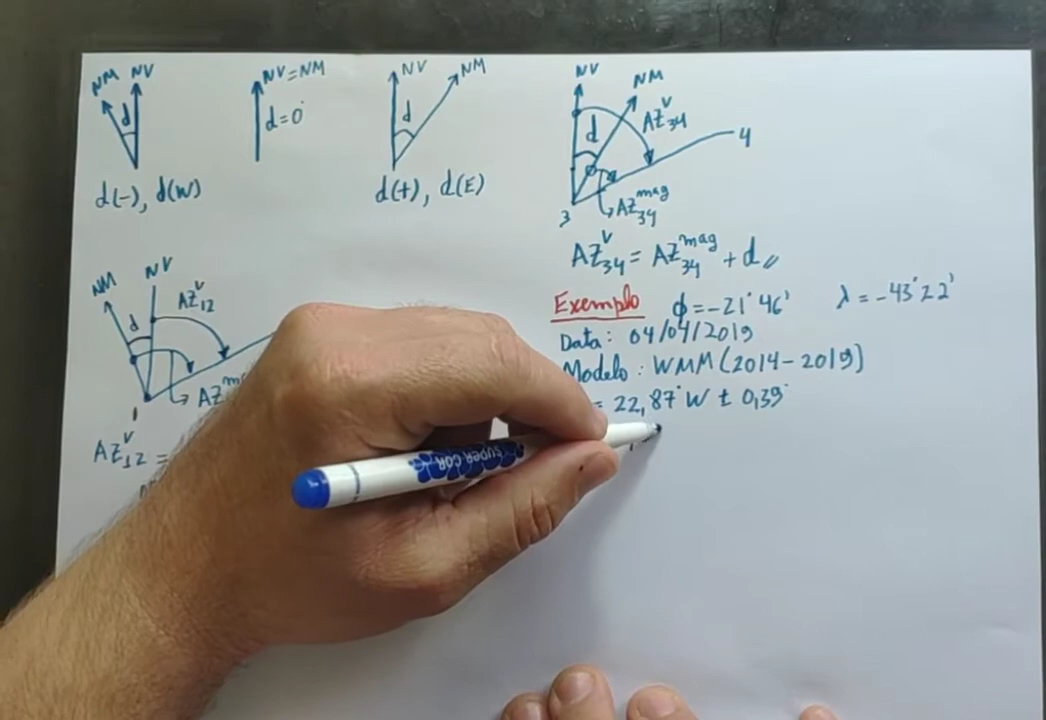 NM NV
d
d(-), d(W)
NV=NM
d=0°
NV NM
d
d(+), d(E)
NV NM
d
AZ^V_34
4
3
AZ^mag_34
AZ^V_34 = AZ^mag_34 + d
NM NV
d
AZ^V_12
1
AZ^V_12 =
Exemplo ϕ=-21°46' λ=-43°22'
Data: 04/04/2019
Modelo: WMM(2014-2019)
= 22,87°W ± 0,39°
SUPER COR